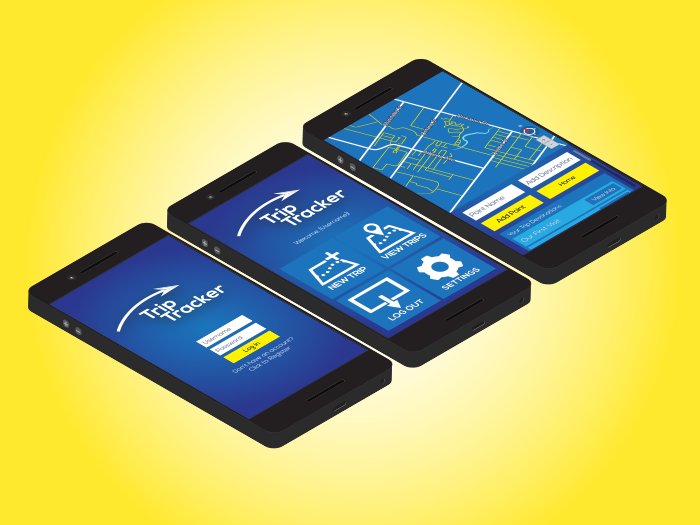 Trip
Tracker
Username
Password
Log in
Don't have an account?
Click to Register
Trip
Tracker
Welcome [Username]!
NEW TRIP
VIEW TRIPS
LOG OUT
SETTINGS
Point Name
Add Description
Add Point
Home
Your Trip Destinations
Our First Visit
View Info